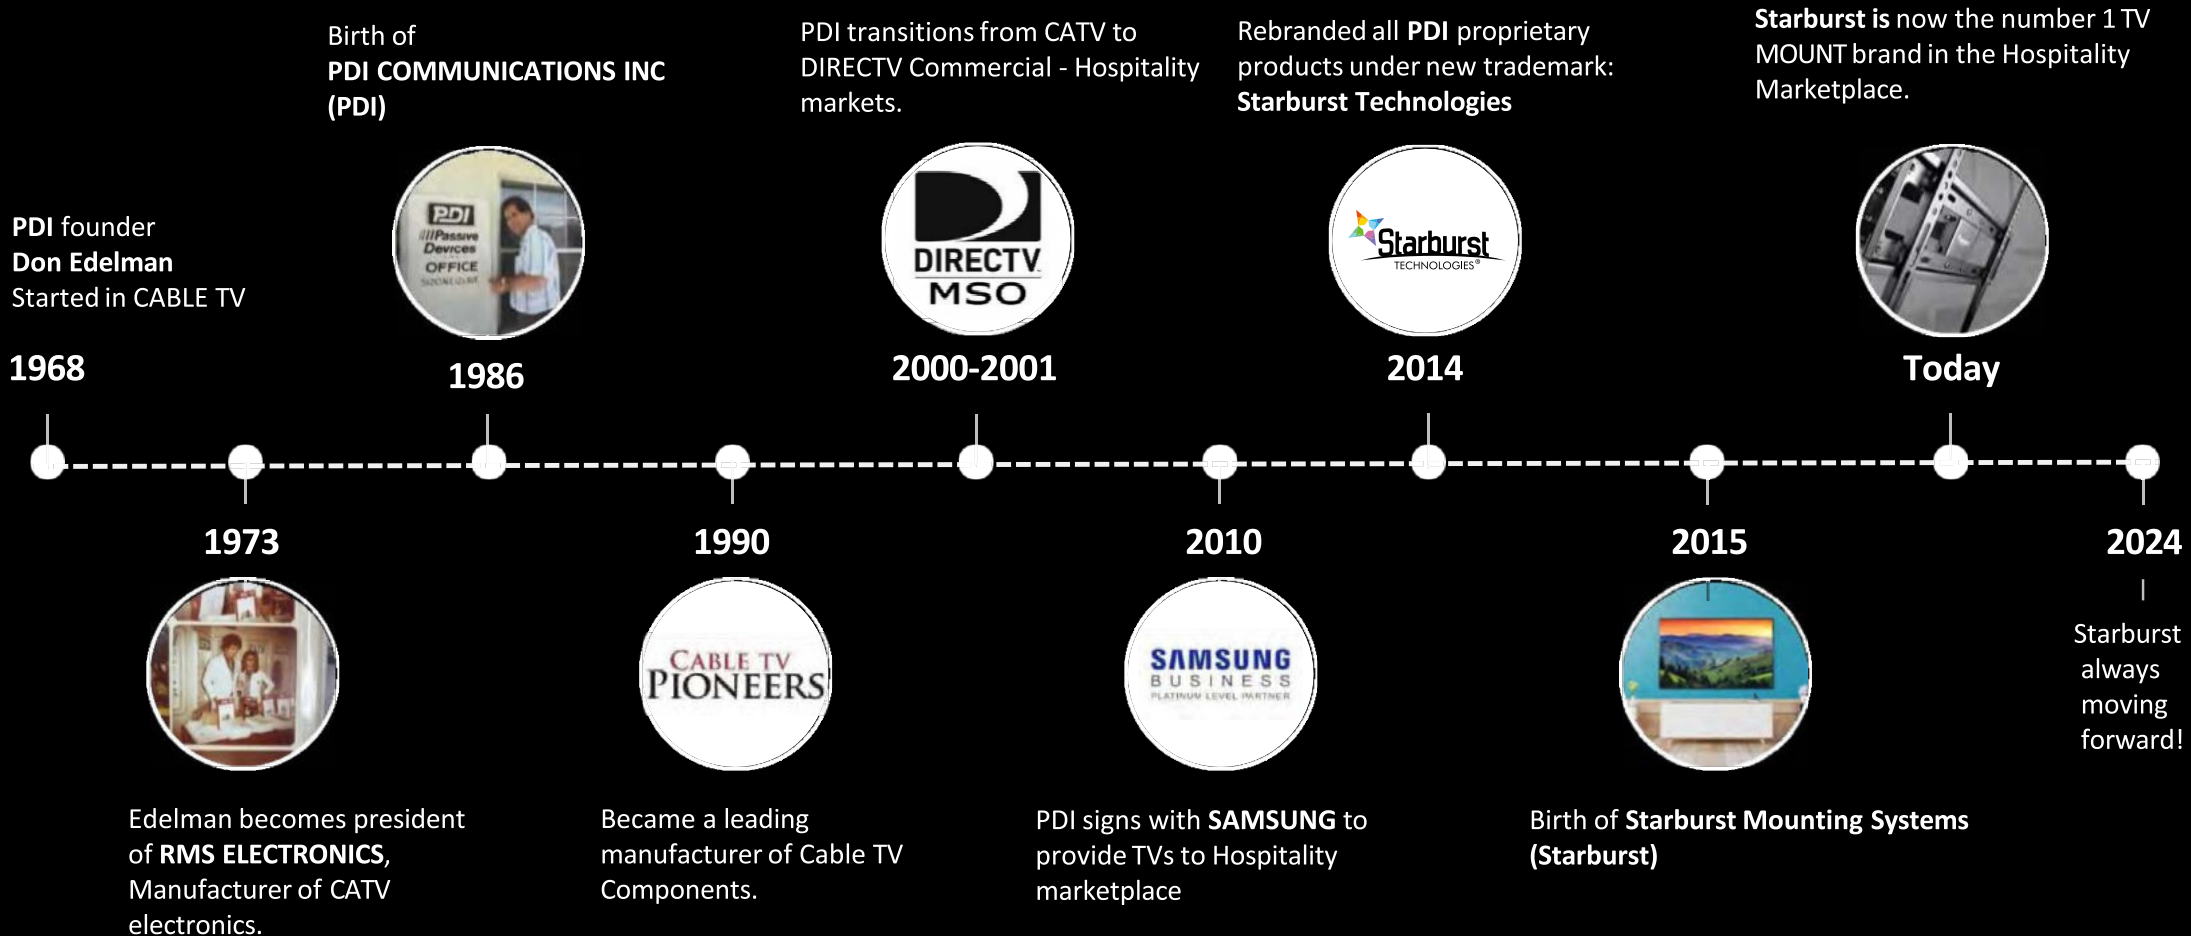 PDI founder
Don Edelman
Started in CABLE TV
1968
1973
Edelman becomes president
of RMS ELECTRONICS,
Manufacturer of CATV
electronics.
Birth of
PDI COMMUNICATIONS INC
(PDI)
PDI
Passive
Devices
OFFICE
1986
1990
CABLE TV
PIONEERS
Became a leading
manufacturer of Cable TV
Components.
PDI transitions from CATV to
DIRECTV Commercial - Hospitality
markets.
DIRECTV
MSO
2000-2001
2010
SAMSUNG
BUSINESS
PLATINUM LEVEL PARTNER
PDI signs with SAMSUNG to
provide TVs to Hospitality
marketplace
Rebranded all PDI proprietary
products under new trademark:
Starburst Technologies
Starburst
TECHNOLOGIES®
2014
2015
Birth of Starburst Mounting Systems
(Starburst)
Starburst is now the number 1 TV
MOUNT brand in the Hospitality
Marketplace.
Today
2024
Starburst
always
moving
forward!